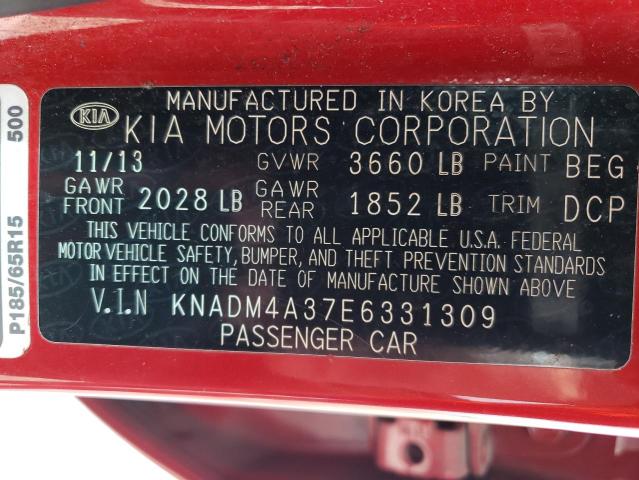 MANUFACTURED IN KOREA BY
KIA KIA MOTORS CORPORATION
11/13 GVWR 3660 LB PAINT BEG
GAWR FRONT 2028 LB GAWR REAR 1852 LB TRIM DCP
THIS VEHICLE CONFORMS TO ALL APPLICABLE U.S.A. FEDERAL
MOTOR VEHICLE SAFETY, BUMPER, AND THEFT PREVENTION STANDARDS
IN EFFECT ON THE DATE OF MANUFACTURE SHOWN ABOVE
V.I.N KNADM4A37E6331309
PASSENGER CAR
P185/65R15 500